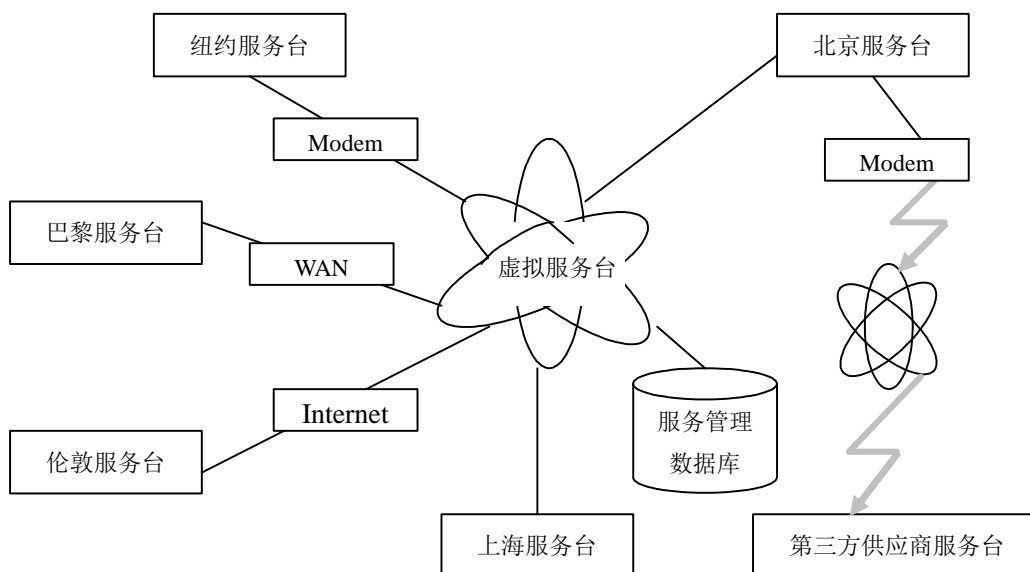 纽约服务台
北京服务台
Modem
Modem
巴黎服务台
WAN
虚拟服务台
Internet
服务管理
数据库
伦敦服务台
上海服务台
第三方供应商服务台